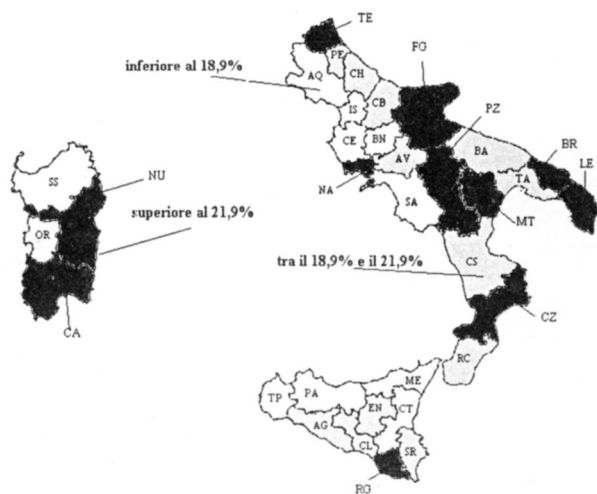 TE
FG
PE
inferiore al 18,9%
CH
AQ
PZ
IS
CB
BR
CE
BN
BA
LE
SS
NU
AV
TA
NA
SA
MT
superiore al 21,9%
OR
tra il 18,9% e il 21,9%
CS
CA
CZ
RC
ME
TP
PA
EN
CT
AG
CL
SR
RG